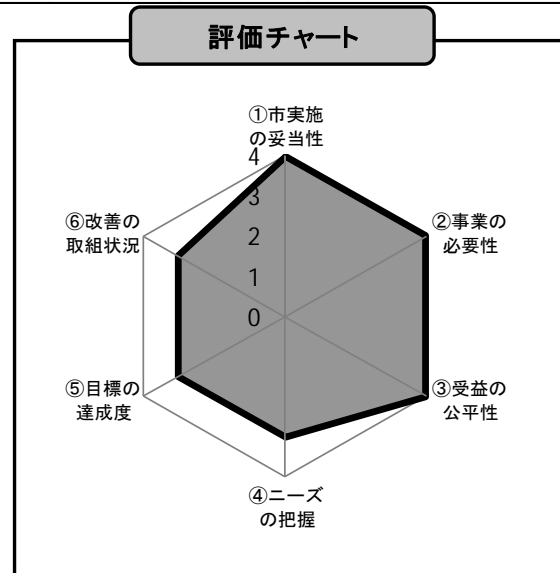 評価チャート
①市実施
の妥当性
4
3
2
1
0
②事業の
必要性
③受益の
公平性
④ニーズ
の把握
⑤目標の
達成度
⑥改善の
取組状況